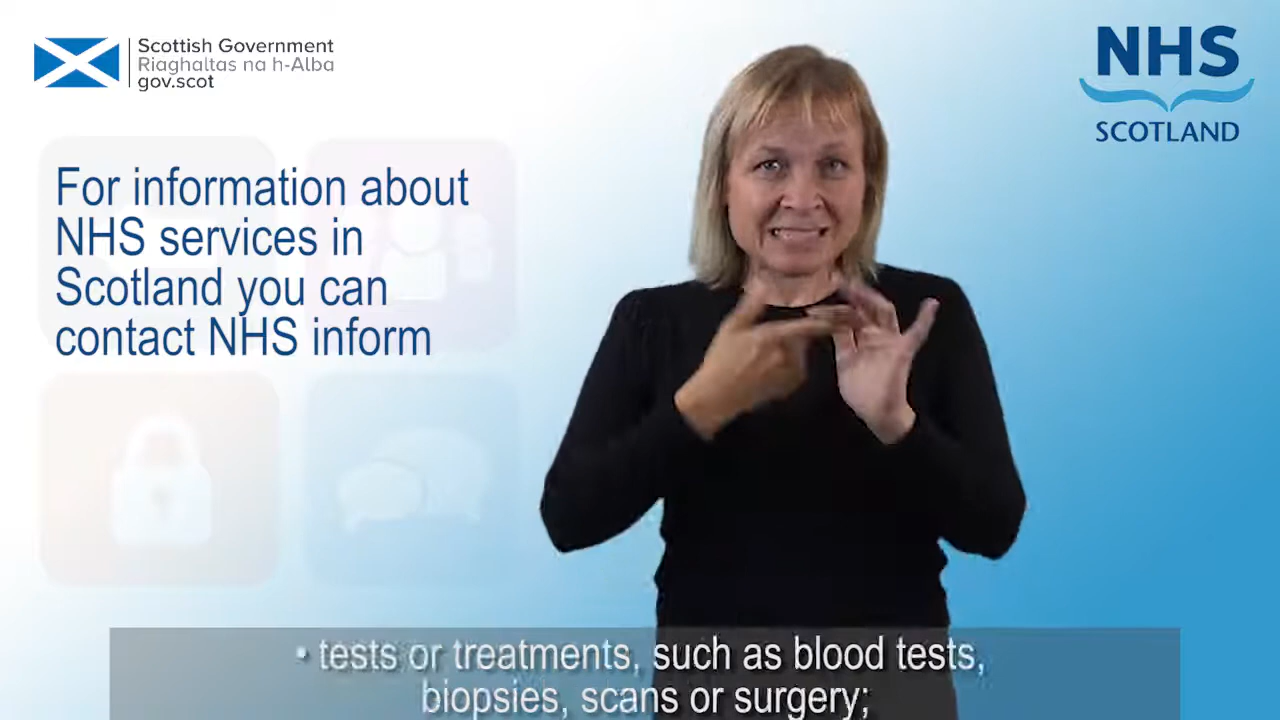 Scottish Government
Riaghaltas na h-Alba
gov.scot
NHS
SCOTLAND
For information about
NHS services in
Scotland you can
contact NHS inform
• tests or treatments, such as blood tests,
biopsies, scans or surgery;